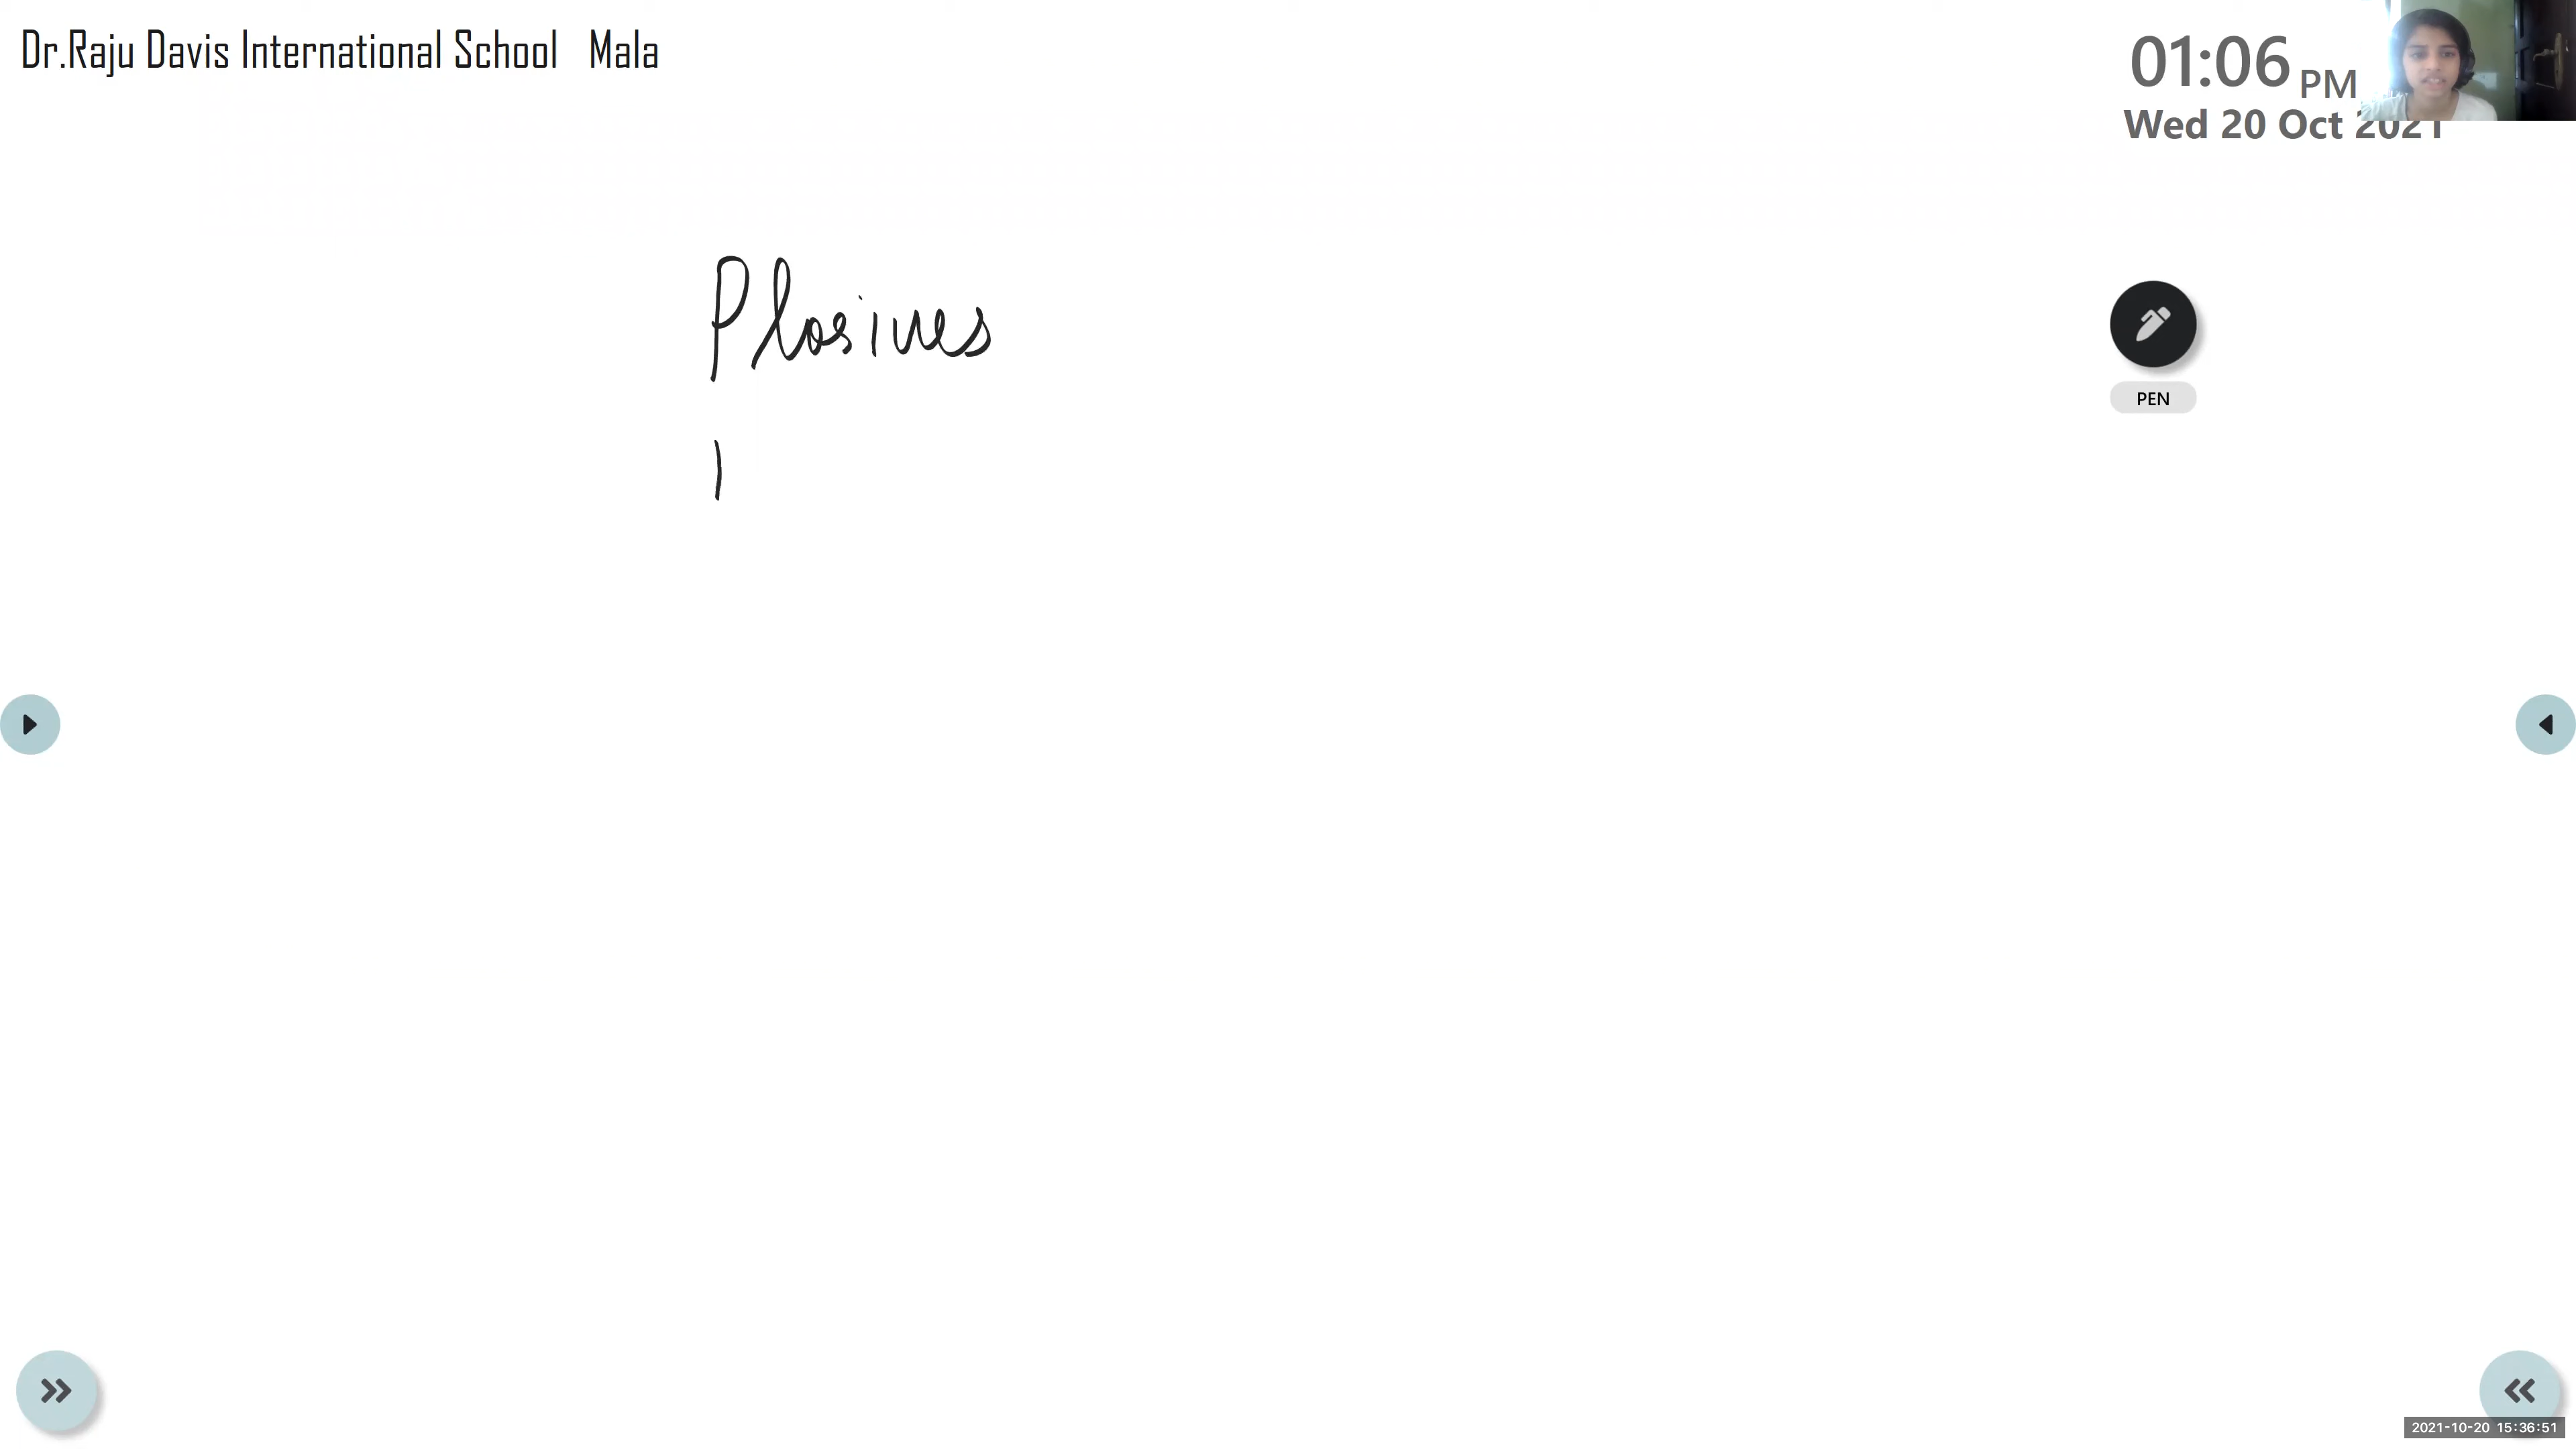 Dr.Raju Davis International School Mala
01:06 PM
Wed 20 Oct 2021
Plosives
PEN
2021-10-20 15:36:51